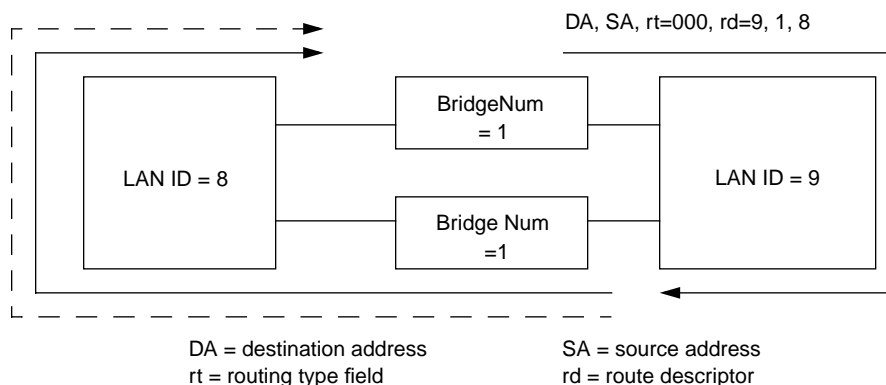 DA, SA, rt=000, rd=9, 1, 8
BridgeNum
= 1
LAN ID = 8
LAN ID = 9
Bridge Num
=1
DA = destination address
SA = source address
rt = routing type field
rd = route descriptor